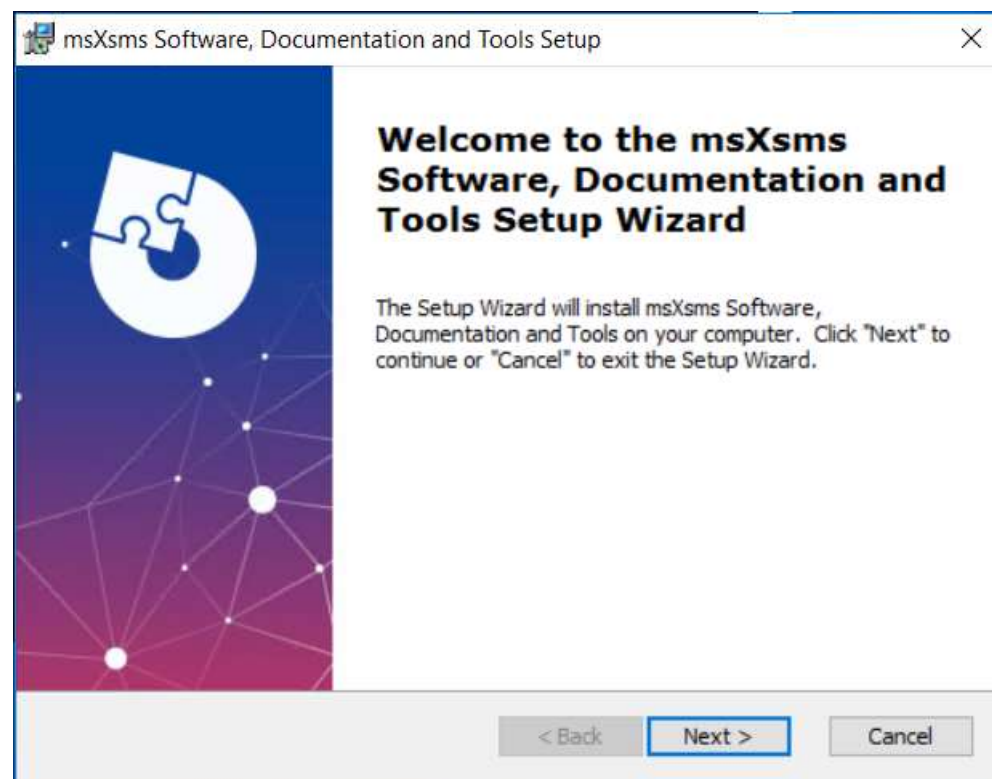 msXsms Software, Documentation and Tools Setup
Welcome to the msXsms
Software, Documentation and
Tools Setup Wizard
The Setup Wizard will install msXsms Software,
Documentation and Tools on your computer. Click "Next" to
continue or "Cancel" to exit the Setup Wizard.
< Back Next > Cancel